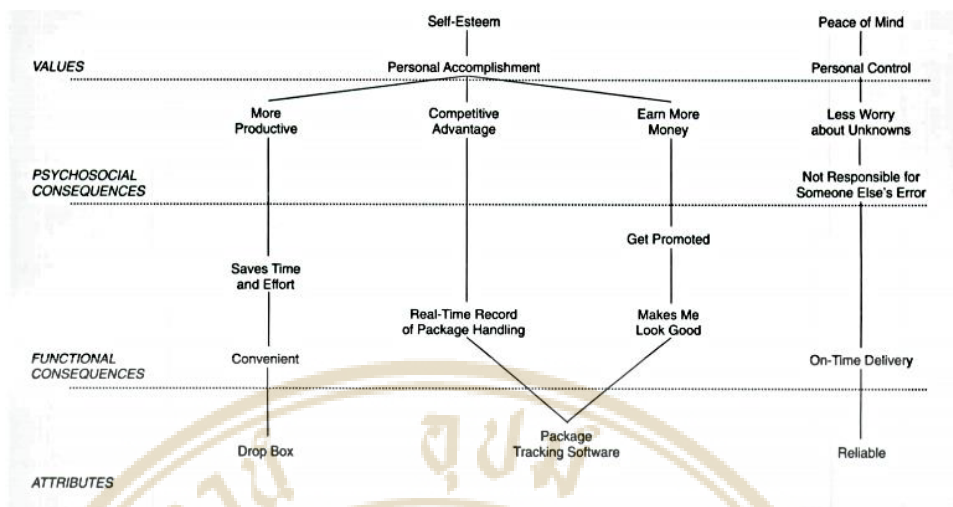 Self-Esteem
Peace of Mind
VALUES
Personal Accomplishment
Personal Control
More
Productive
Competitive
Advantage
Earn More
Money
Less Worry
about Unknowns
PSYCHOSOCIAL
CONSEQUENCES
Not Responsible for
Someone Else's Error
Get Promoted
Saves Time
and Effort
Real-Time Record
of Package Handling
Makes Me
Look Good
FUNCTIONAL
CONSEQUENCES
Convenient
On-Time Delivery
Drop Box
Package
Tracking Software
Reliable
ATTRIBUTES